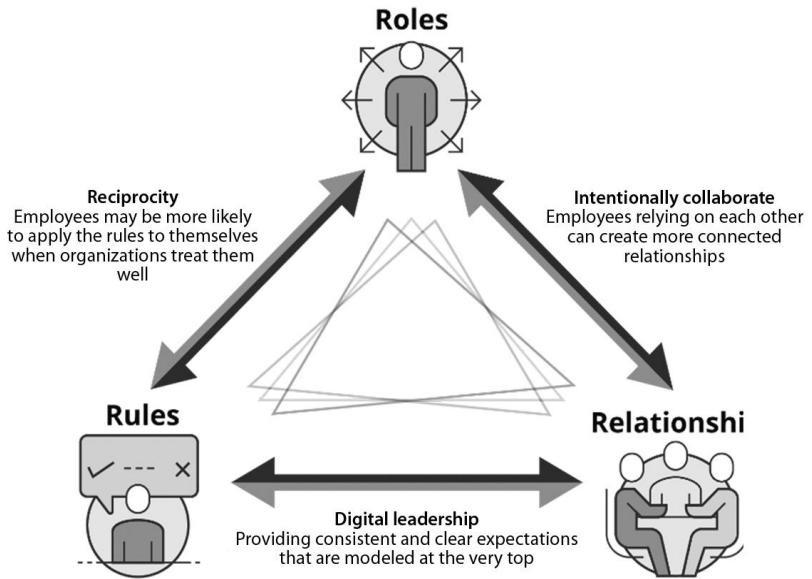 Roles
Reciprocity
Employees may be more likely
to apply the rules to themselves
when organizations treat them
well
Intentionally collaborate
Employees relying on each other
can create more connected
relationships
Rules
Relationshi
Digital leadership
Providing consistent and clear expectations
that are modeled at the very top